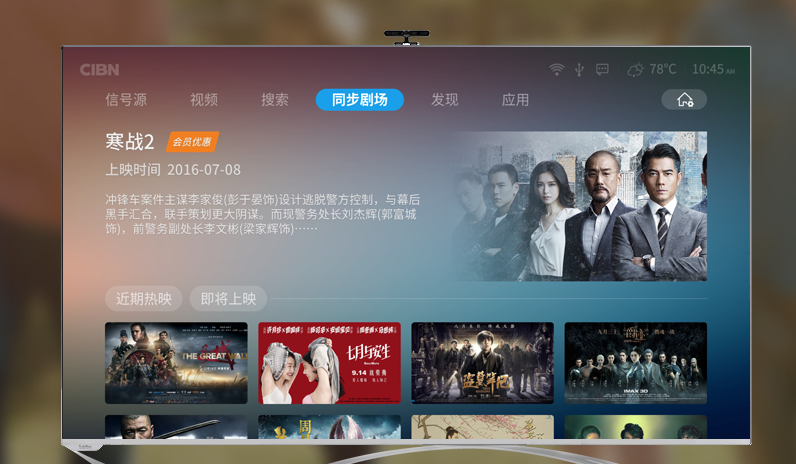 CIBN
78°C
10:45 AM
信号源
视频
搜索
同步剧场
发现
应用
寒战2
会员优惠
上映时间 2016-07-08
冲锋车案件主谋李家俊(彭于晏饰)设计逃脱警方控制，与幕后
黑手汇合，联手策划更大阴谋。而现警务处长刘杰辉(郭富城
饰)，前警务副处长李文彬(梁家辉饰)……
近期热映
即将上映
THE GREAT WALL
七月与安生
9.14
盗墓笔记
IMAX 3D